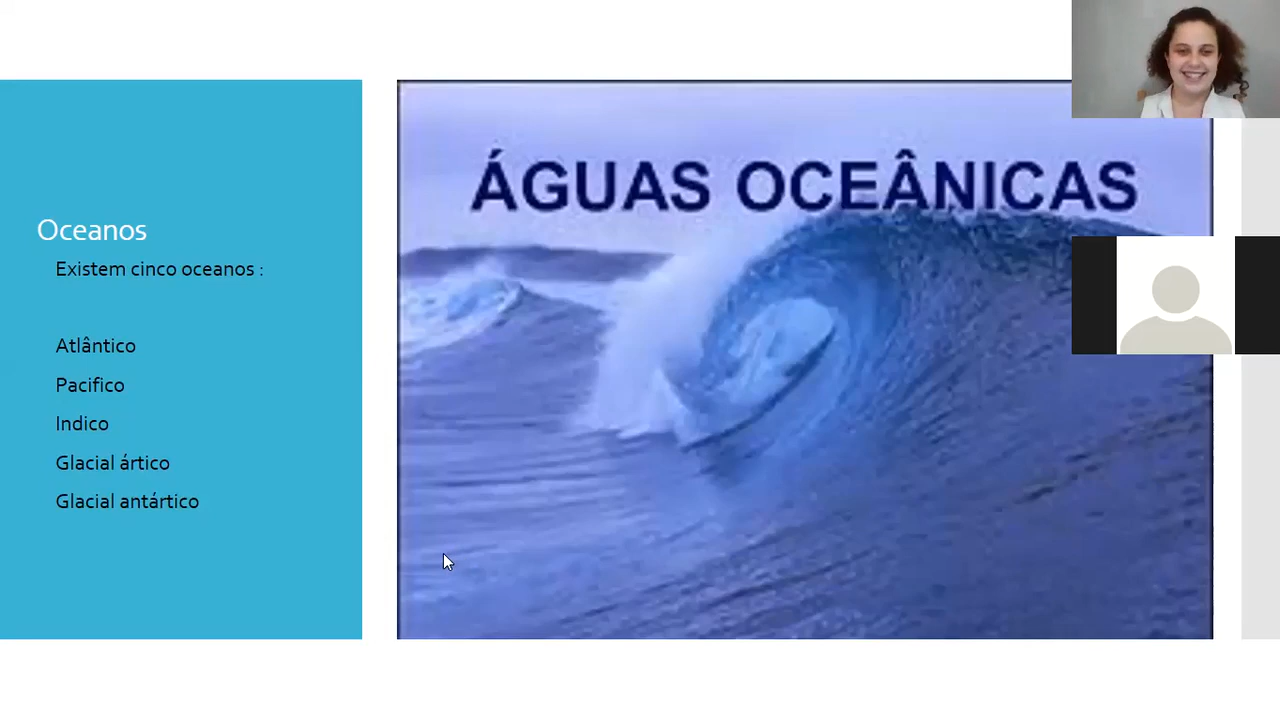 Oceanos
Existem cinco oceanos :
Atlântico
Pacifico
Indico
Glacial ártico
Glacial antártico
ÁGUAS OCEÂNICAS